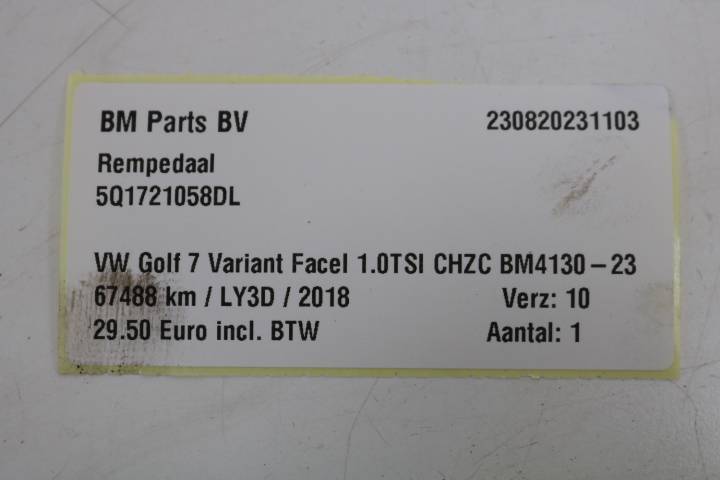 BM Parts BV 230820231103
Rempedaal
5Q1721058DL
VW Golf 7 Variant Facel 1.0TSI CHZC BM4130-23
67488 km / LY3D / 2018 Verz: 10
29.50 Euro incl. BTW Aantal: 1